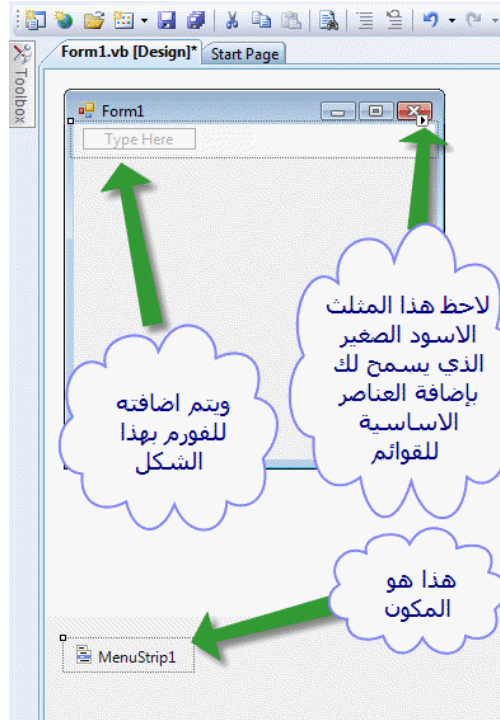 Form1.vb [Design]* Start Page
Toolbox
Form1
Type Here
لاحظ هذا المثلث
الاسود الصغير
الذي يسمح لك
بإضافة العناصر
الاساسية
للقوائم
ويتم اضافته
للفورم بهذا
الشكل
هذا هو
المكون
MenuStrip1